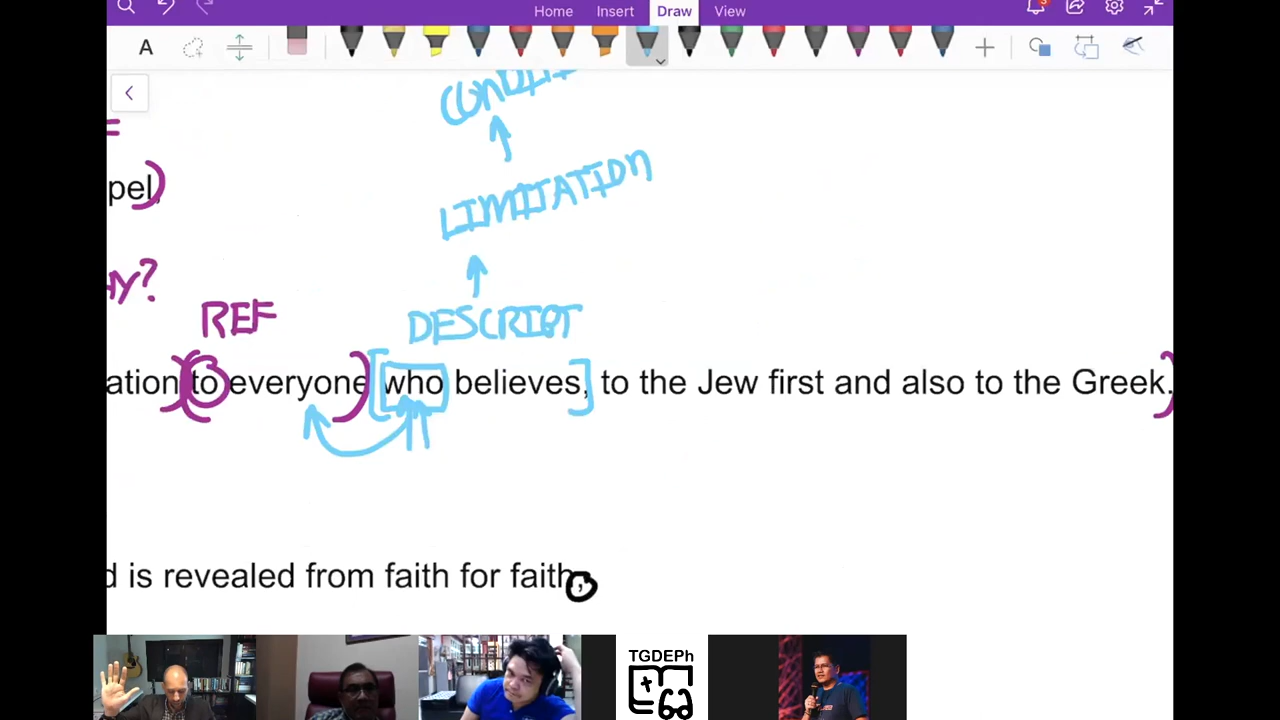 Home Insert Draw View
A
LIMITATION
pel,
HY?
REF
DESCRIPT
ation to everyone who believes, to the Jew first and also to the Greek.
d is revealed from faith for faith,
TGDEPh